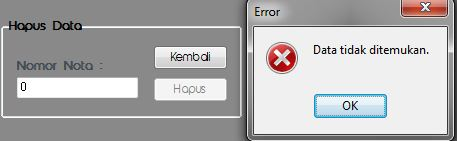 Hapus Data
Nomor Nota :
0
Kembali
Hapus
Error
Data tidak ditemukan.
OK